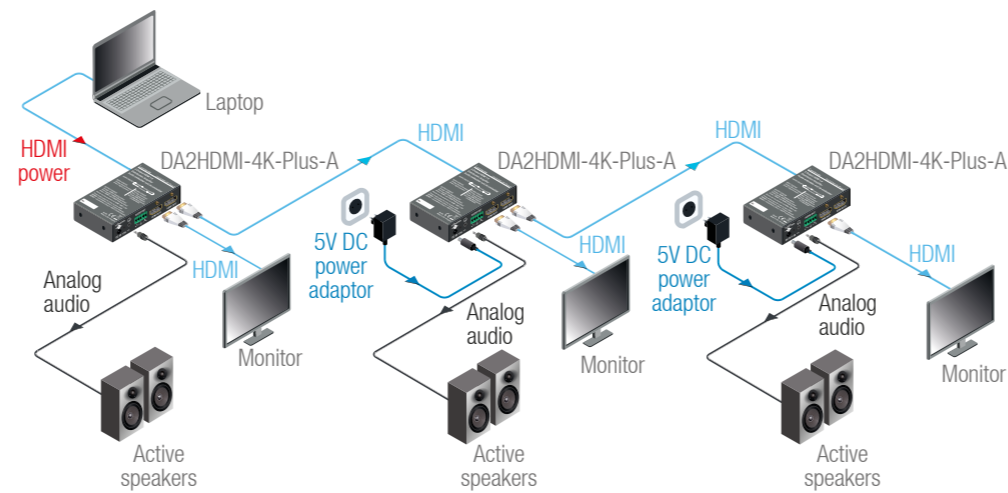 Laptop
HDMI
power
DA2HDMI-4K-Plus-A
HDMI
DA2HDMI-4K-Plus-A
HDMI
DA2HDMI-4K-Plus-A
HDMI
Analog
audio
Monitor
Active
speakers
5V DC
power
adaptor
HDMI
Analog
audio
Monitor
Active
speakers
5V DC
power
adaptor
HDMI
Analog
audio
Monitor
Active
speakers